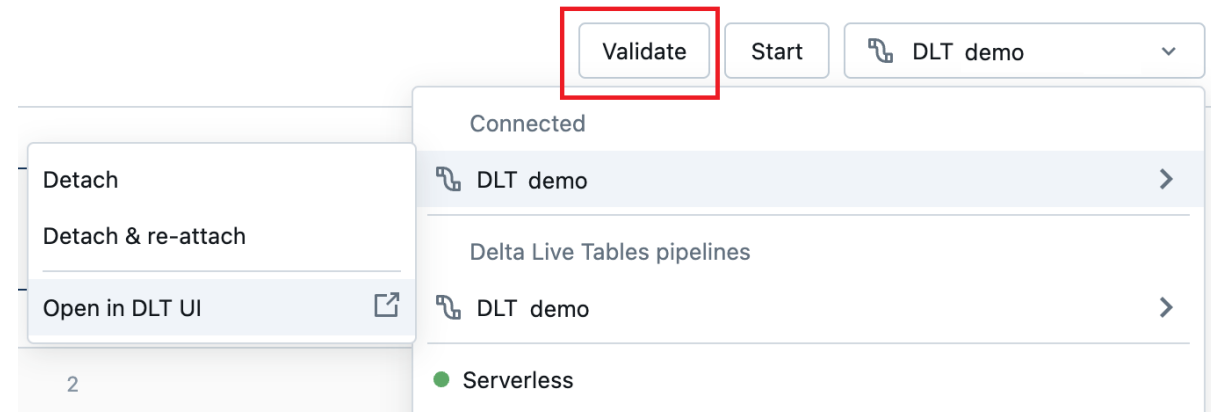 Validate
Start
DLT demo
Connected
DLT demo
Detach
Detach & re-attach
Open in DLT UI
Delta Live Tables pipelines
DLT demo
Serverless
2